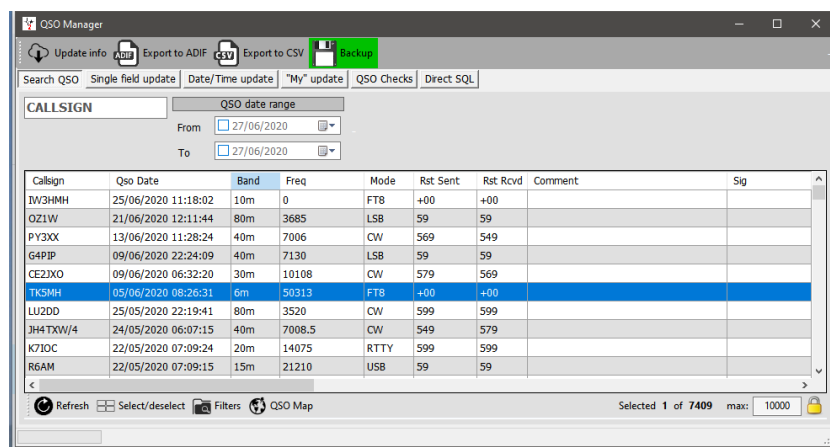 QSO Manager
Update info ADIF Export to ADIF CSV Export to CSV Backup
Search QSO Single field update Date/Time update "My" update QSO Checks Direct SQL
CALLSIGN
QSO date range
From 27/06/2020
To 27/06/2020
Callsign Qso Date Band Freq Mode Rst Sent Rst Rcvd Comment Sig
IW3HMH 25/06/2020 11:18:02 10m 0 FT8 +00 +00
OZ1W 21/06/2020 12:11:44 80m 3685 LSB 59 59
PY3XX 13/06/2020 11:28:24 40m 7006 CW 569 549
G4PIP 09/06/2020 22:24:09 40m 7130 LSB 59 59
CE2JXO 09/06/2020 06:32:20 30m 10108 CW 579 569
TK5MH 05/06/2020 08:26:31 6m 50313 FT8 +00 +00
LU2DD 25/05/2020 22:19:41 80m 3520 CW 599 599
JH4TXW/4 24/05/2020 06:07:15 40m 7008.5 CW 549 579
K7IOC 22/05/2020 07:09:24 20m 14075 RTTY 599 599
R6AM 22/05/2020 07:09:15 15m 21210 USB 59 59
Refresh Select/deselect Filters QSO Map Selected 1 of 7409 max: 10000